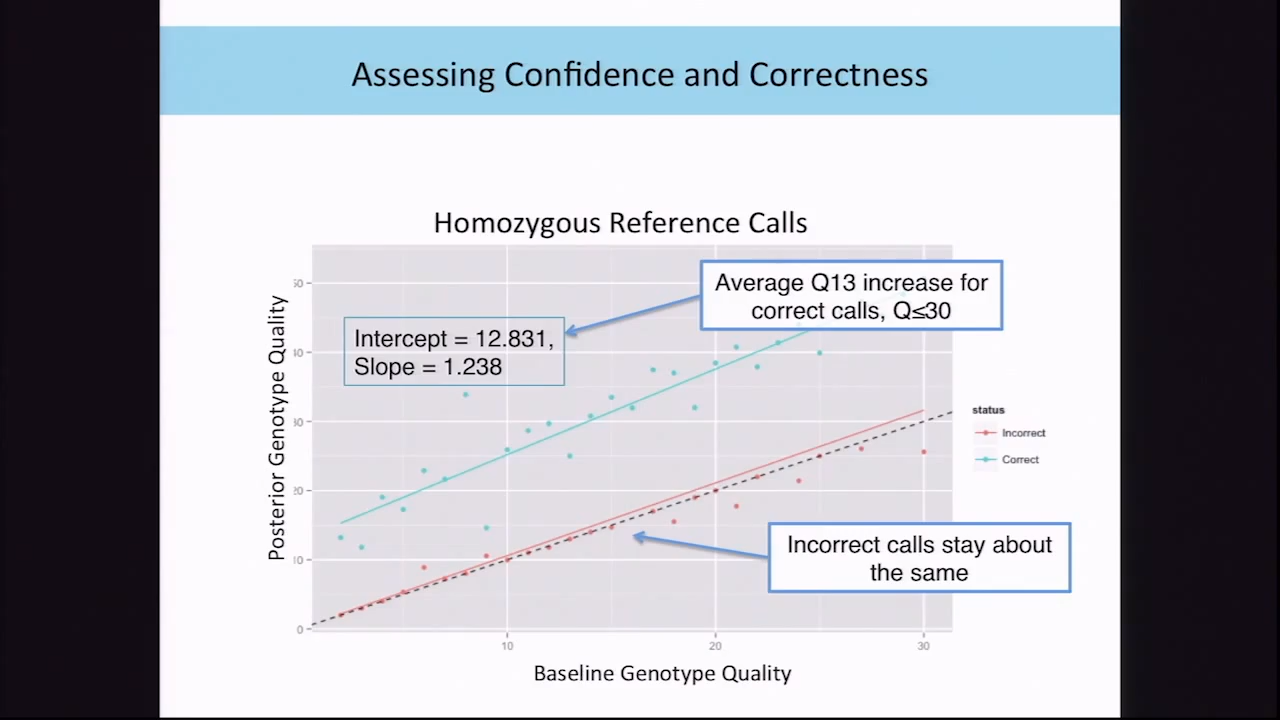 Assessing Confidence and Correctness
Homozygous Reference Calls
Average Q13 increase for
correct calls, Q≤30
Intercept = 12.831,
Slope = 1.238
Posterior Genotype Quality
20
10
0
status
Incorrect
Correct
Incorrect calls stay about
the same
10
20
30
Baseline Genotype Quality